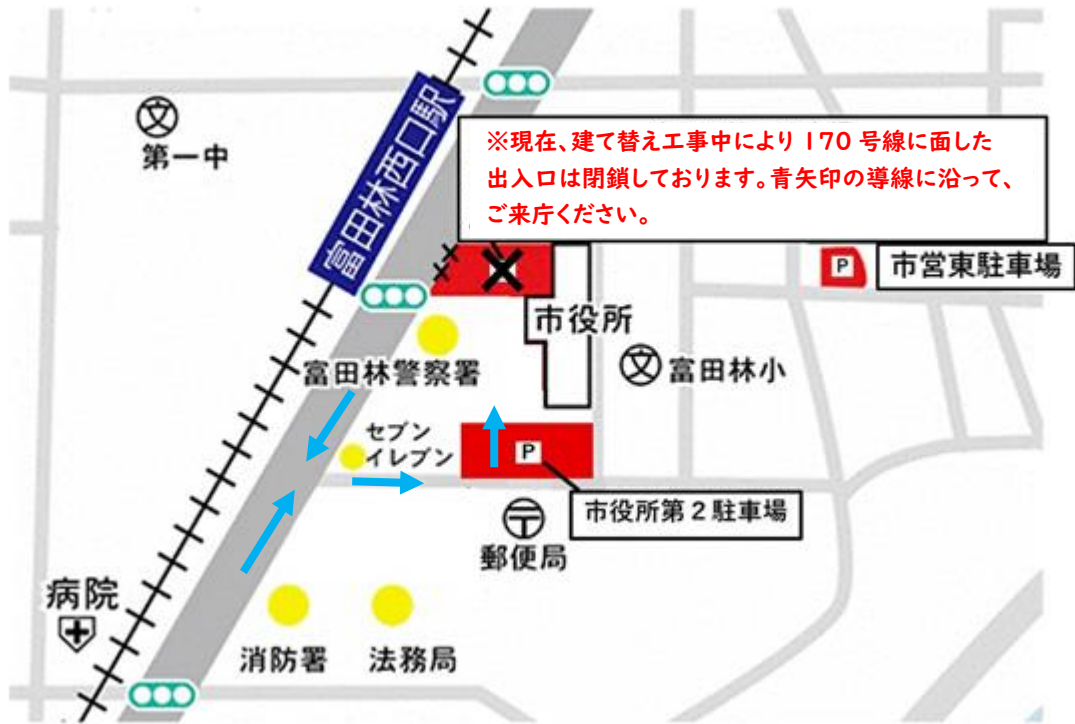 文
第一中
富田林西口駅
※現在、建て替え工事中により170号線に面した
出入口は閉鎖しております。青矢印の導線に沿って、
ご来庁ください。
P
市営東駐車場
市役所
文
富田林小
富田林警察署
セブン
イレブン
P
市役所第2駐車場
〒
郵便局
病院
消防署
法務局